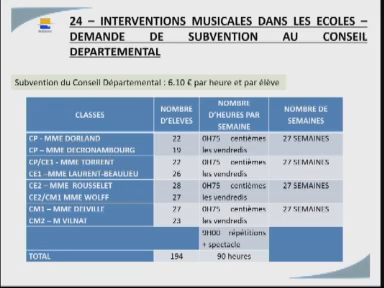 24 – INTERVENTIONS MUSICALES DANS LES ECOLES –
DEMANDE DE SUBVENTION AU CONSEIL
DEPARTEMENTAL
Subvention du Conseil Départemental : 6.10 € par heure et par élève
CLASSES NOMBRE D'ELEVES NOMBRE D'HEURES PAR SEMAINE NOMBRE DE SEMAINES
CP - MME DORLAND 22 0H75 centièmes 27 SEMAINES
CP – MME DECRONAMBOURG 19 les vendredis
CP/CE1 - MME TORRENT 22 0H75 centièmes 27 SEMAINES
CE1 –MME LAURENT-BEAULIEU 26 les vendredis
CE2 – MME ROUSSELET 28 0H75 centièmes 27 SEMAINES
CE2/CM1 MME WOLFF 27 les vendredis
CM1 – MME DELVILLE 27 0H75 centièmes 27 SEMAINES
CM2 – M VILNAT 23 les vendredis
9H00 répétitions
+ spectacle
TOTAL 194 90 heures